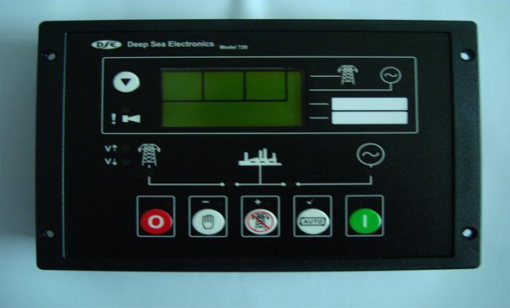 DSE Deep Sea Electronics Model 720
!
V↑
V↓
- + ✓
O AUTO I